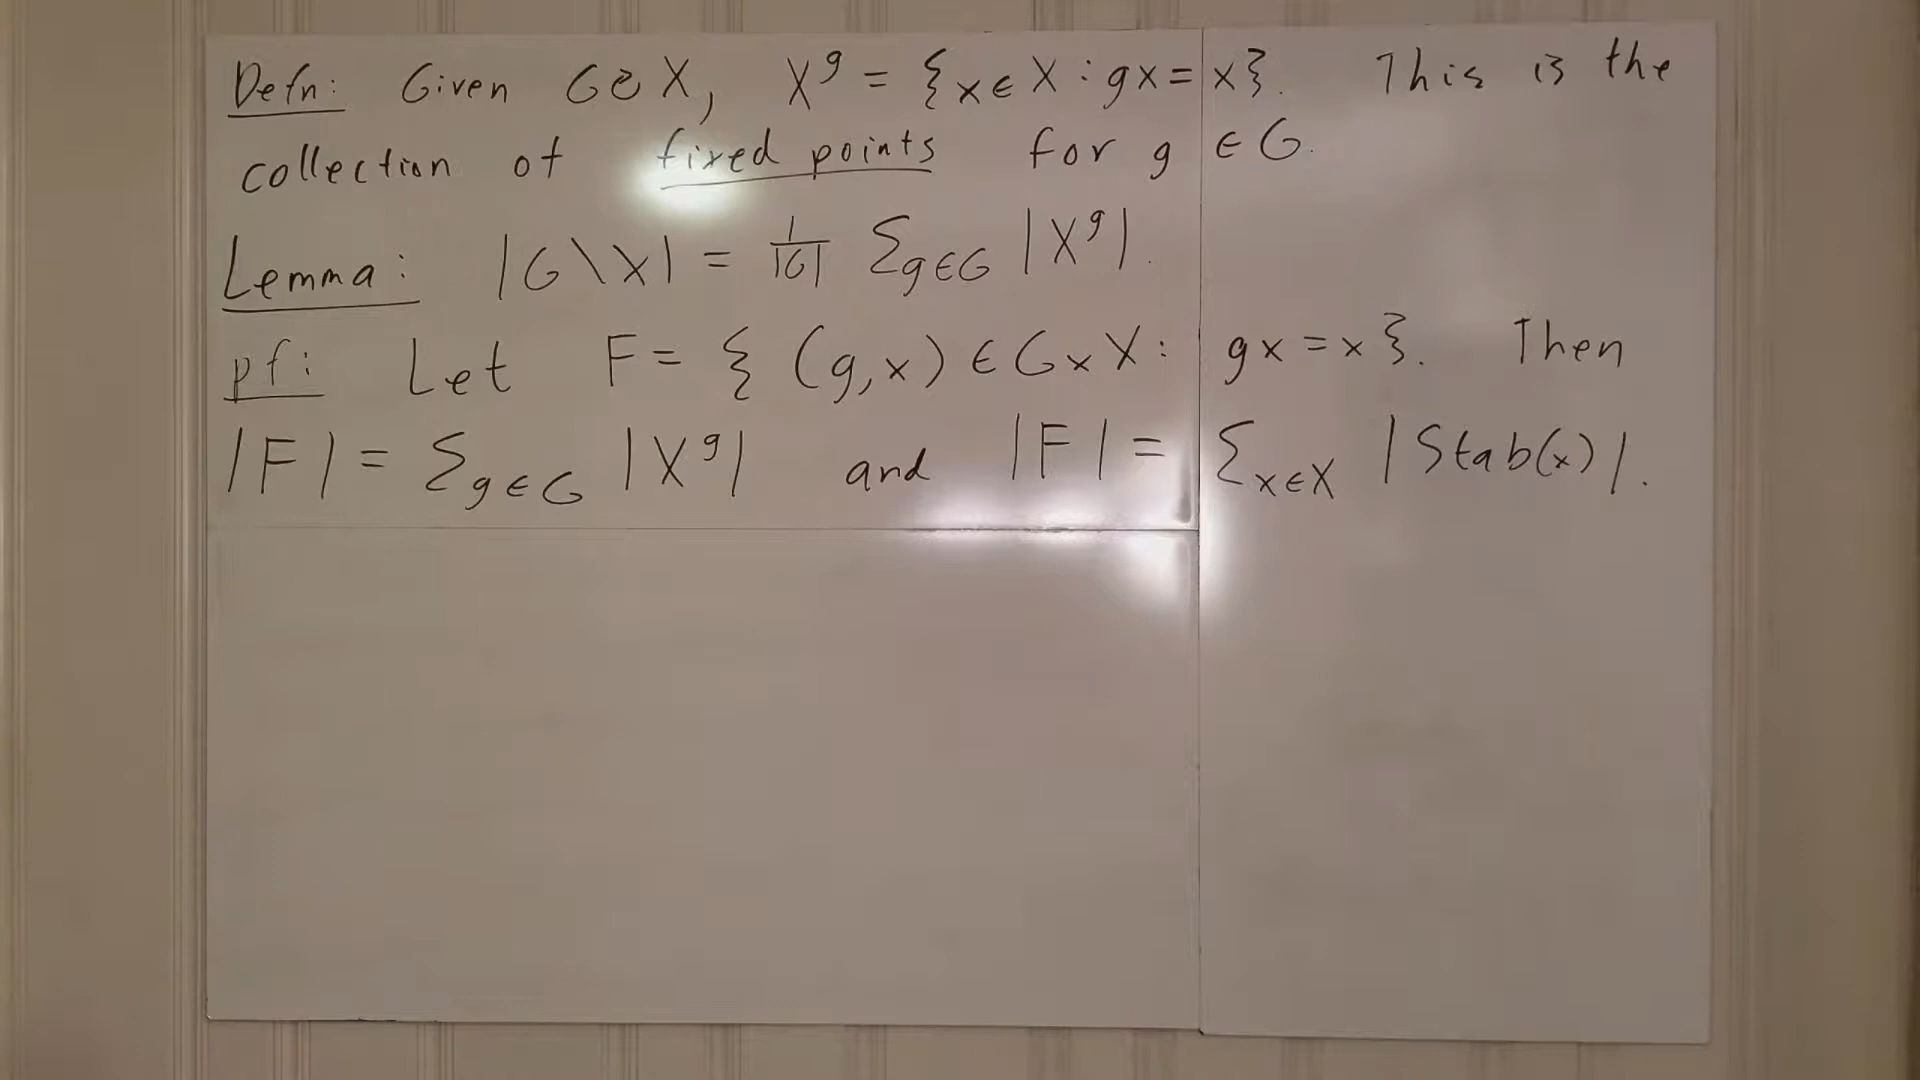 Defn: Given G↻X, X^g = {x∈X : gx = x}. This is the
collection of fixed points for g ∈ G.
Lemma: |G\X| = 1/|G| Σ_{g∈G} |X^g|.
pf: Let F = { (g,x) ∈ G×X : gx = x}. Then
|F| = Σ_{g∈G} |X^g| and |F| = Σ_{x∈X} |Stab(x)|.